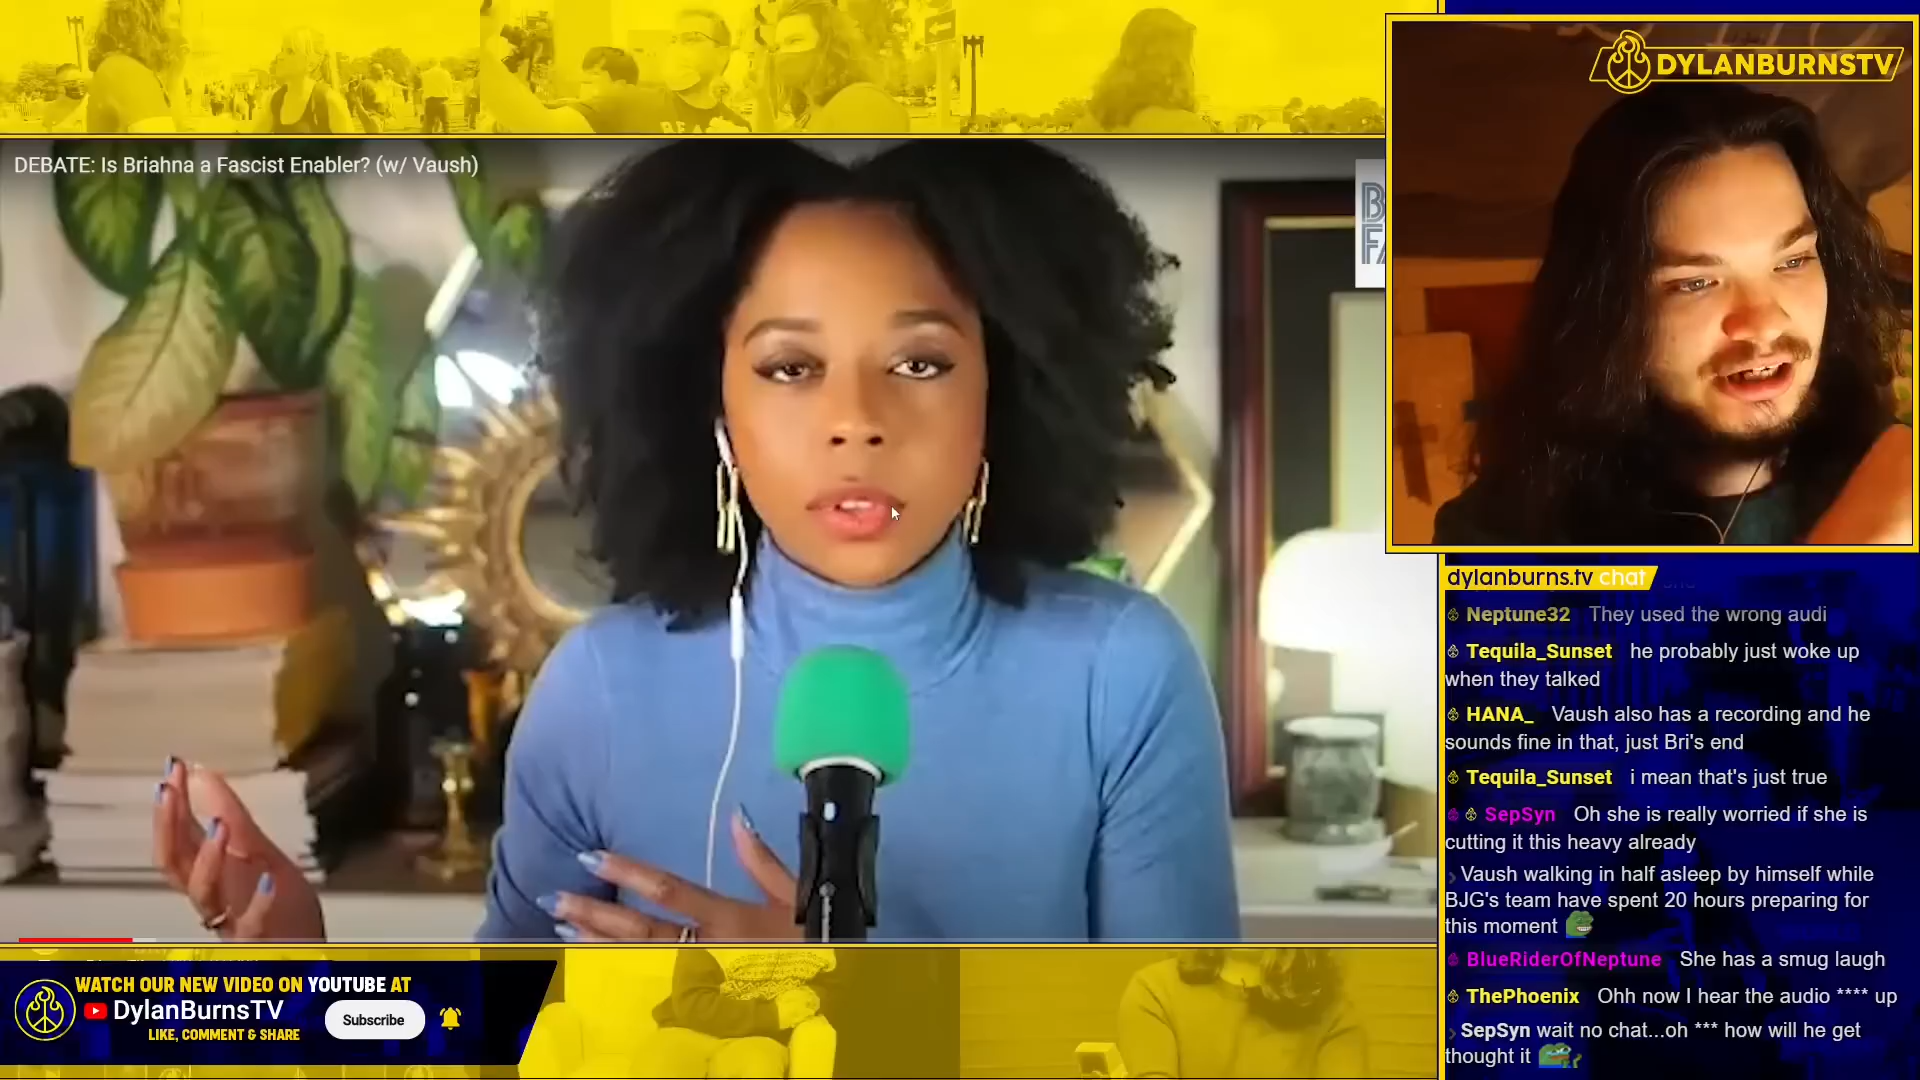 DEBATE: Is Briahna a Fascist Enabler? (w/ Vaush)
DYLANBURNSTV
dylanburns.tv chat
Neptune32 They used the wrong audi
Tequila_Sunset he probably just woke up
when they talked
HANA_ Vaush also has a recording and he
sounds fine in that, just Bri's end
Tequila_Sunset i mean that's just true
SepSyn Oh she is really worried if she is
cutting it this heavy already
Vaush walking in half asleep by himself while
BJG's team have spent 20 hours preparing for
this moment
BlueRiderOfNeptune She has a smug laugh
ThePhoenix Ohh now I hear the audio **** up
SepSyn wait no chat...oh *** how will he get
thought it
WATCH OUR NEW VIDEO ON YOUTUBE AT
DylanBurnsTV
Subscribe
LIKE, COMMENT & SHARE